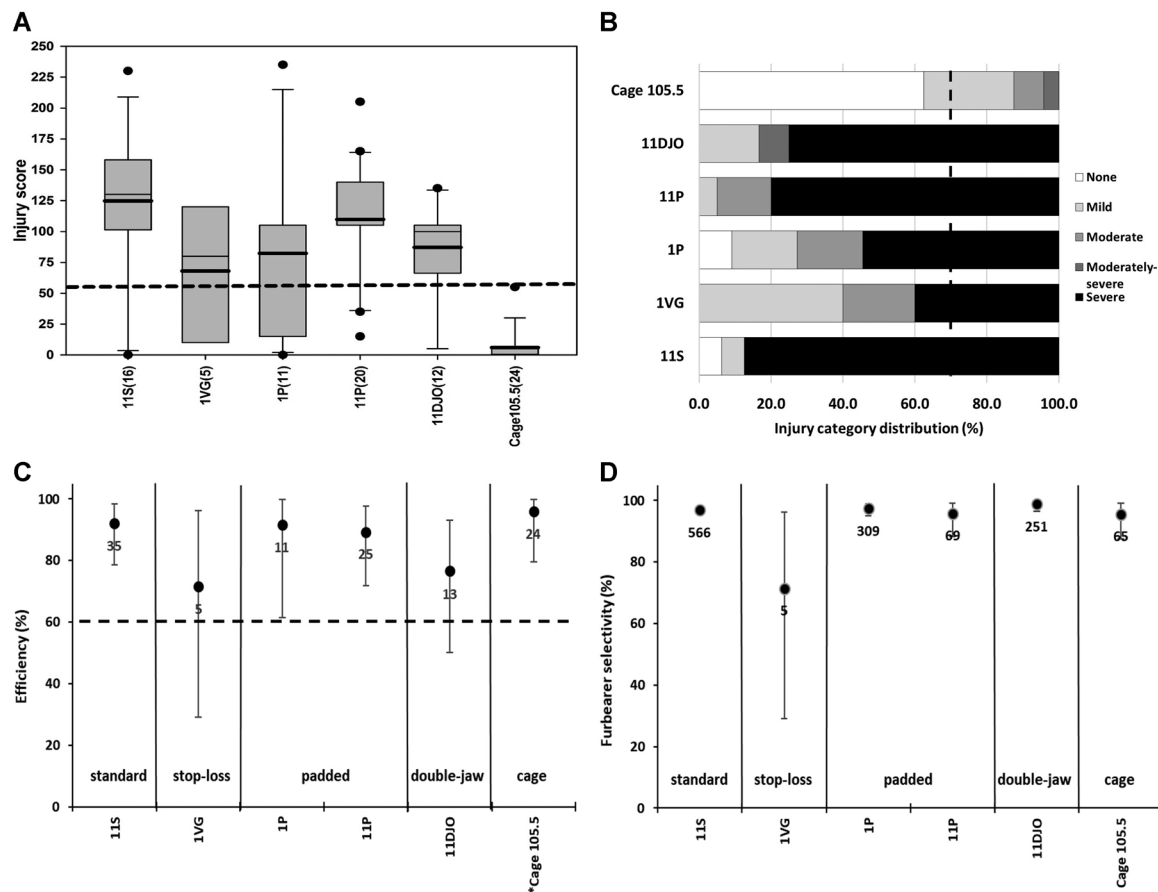 A
Injury score
250
225
200
175
150
125
100
75
50
25
0
11S(16)
1VG(5)
1P(11)
11P(20)
11DJO(12)
Cage105.5(24)
B
Cage 105.5
11DJO
11P
1P
1VG
11S
0.0 20.0 40.0 60.0 80.0 100.0
Injury category distribution (%)
None
Mild
Moderate
Moderately-
severe
Severe
C
Efficiency (%)
100
80
60
40
20
0
35
5
11
25
13
24
standard stop-loss padded double-jaw cage
11S
1VG
1P
11P
11DJO
*Cage 105.5
D
Furbearer selectivity (%)
100
80
60
40
20
0
566
5
309
69
251
65
standard stop-loss padded double-jaw cage
11S
1VG
1P
11P
11DJO
Cage 105.5